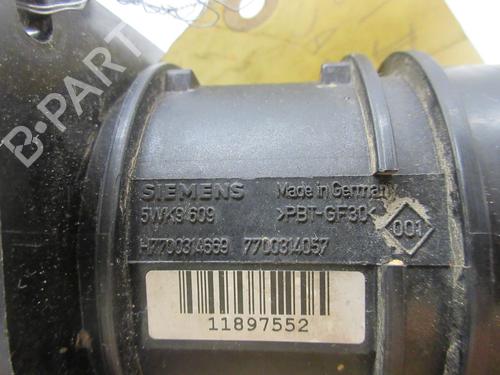 B-PART
SIEMENS Made in Germany
5WK9609 >PBT-GF30< 001
H7700314669 7700314057
11897552